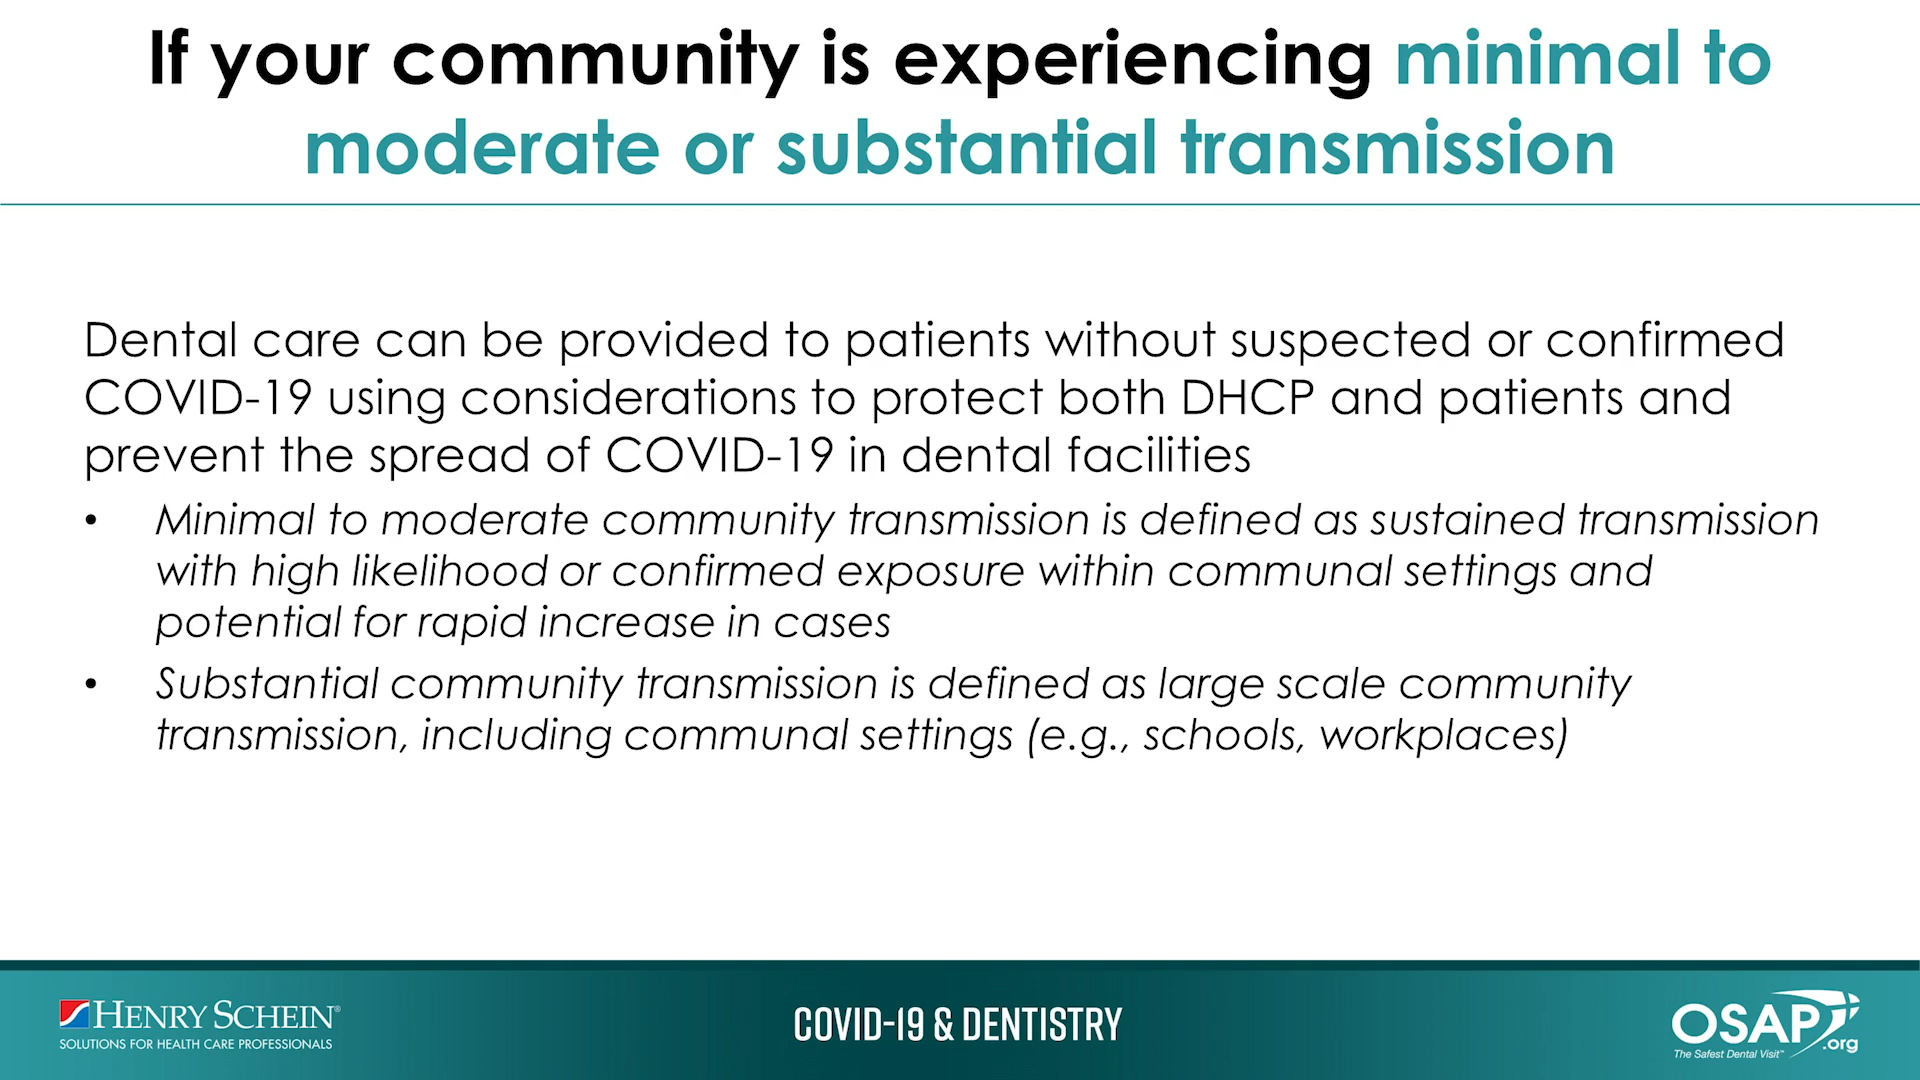 If your community is experiencing minimal to
moderate or substantial transmission
Dental care can be provided to patients without suspected or confirmed
COVID-19 using considerations to protect both DHCP and patients and
prevent the spread of COVID-19 in dental facilities
• Minimal to moderate community transmission is defined as sustained transmission
with high likelihood or confirmed exposure within communal settings and
potential for rapid increase in cases
• Substantial community transmission is defined as large scale community
transmission, including communal settings (e.g., schools, workplaces)
HENRY SCHEIN®
SOLUTIONS FOR HEALTH CARE PROFESSIONALS
COVID-19 & DENTISTRY
OSAP
.org
The Safest Dental Visit™